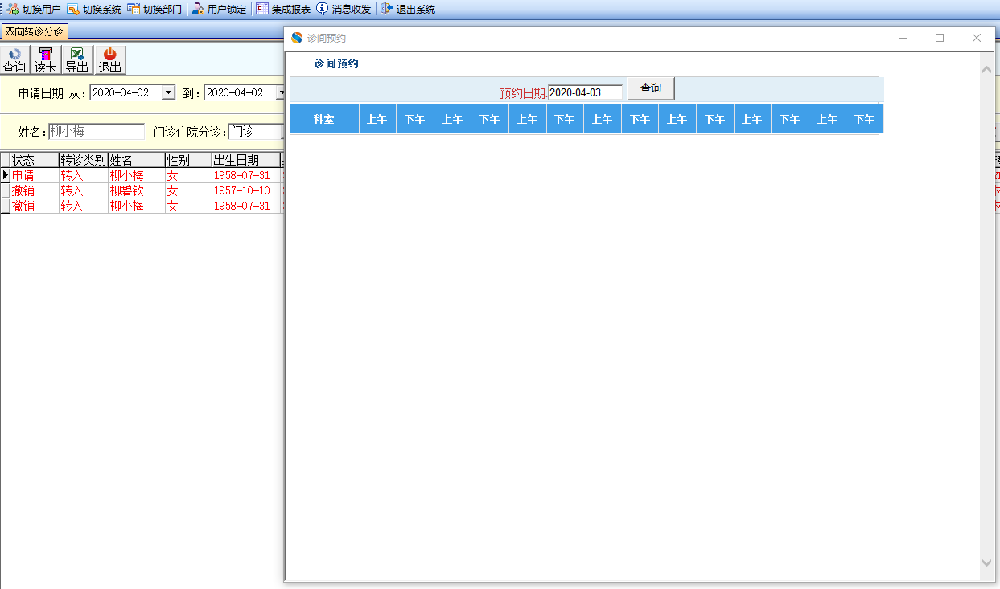 切换用户 切换系统 切换部门 用户锁定 集成报表 消息收发 退出系统
双向转诊分诊
查询 读卡 导出 退出
申请日期 从: 2020-04-02 到: 2020-04-02
姓名: 柳小梅 门诊住院分诊: 门诊
状态 转诊类别 姓名 性别 出生日期
申请 转入 柳小梅 女 1958-07-31
撤销 转入 柳碧钦 女 1957-10-10
撤销 转入 柳小梅 女 1958-07-31
诊间预约
诊间预约
预约日期: 2020-04-03 查询
科室 上午 下午 上午 下午 上午 下午 上午 下午 上午 下午 上午 下午 上午 下午